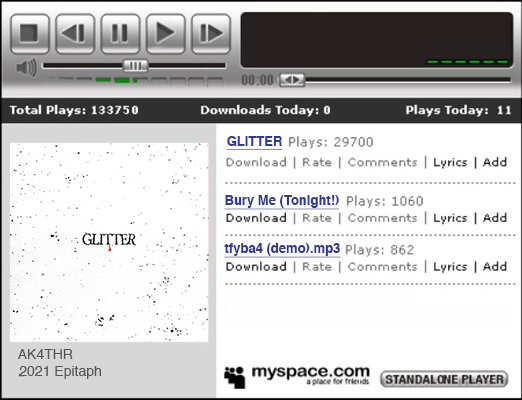 00:00
Total Plays: 133750 Downloads Today: 0 Plays Today: 11
GLITTER Plays: 29700
Download | Rate | Comments | Lyrics | Add
Bury Me (Tonight!) Plays: 1060
Download | Rate | Comments | Lyrics | Add
tfyba4 (demo).mp3 Plays: 862
Download | Rate | Comments | Lyrics | Add
GLITTER
AK4THR
2021 Epitaph
myspace.com
a place for friends
STANDALONE PLAYER